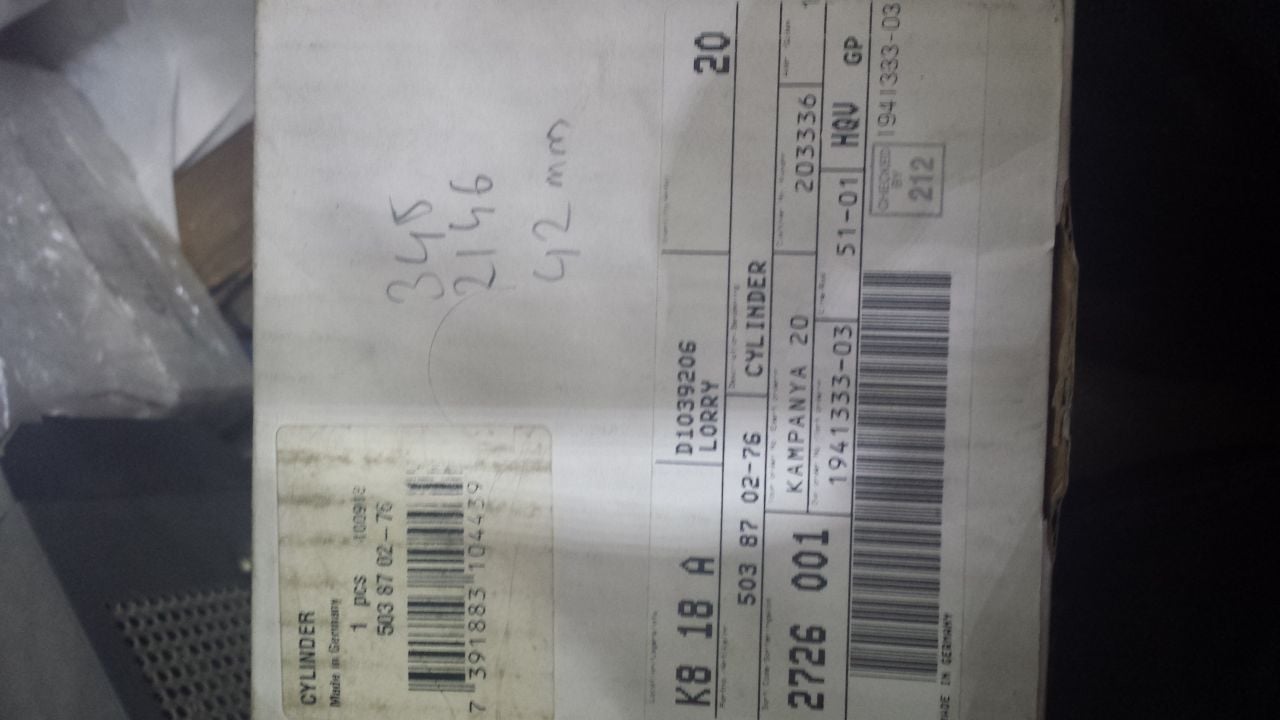 CYLINDER
Made in Germany
1 pcs
503 87 02-76
7 391883 104439
345
2146
42 mm
K8 18 A
D1039206
LORRY
20
503 87 02-76
CYLINDER
2726 001
KAMPANYA 20
2033336
1941333-03
51-01
HQV
GP
CHECKED
BY
212
1941333-03
MADE IN GERMANY